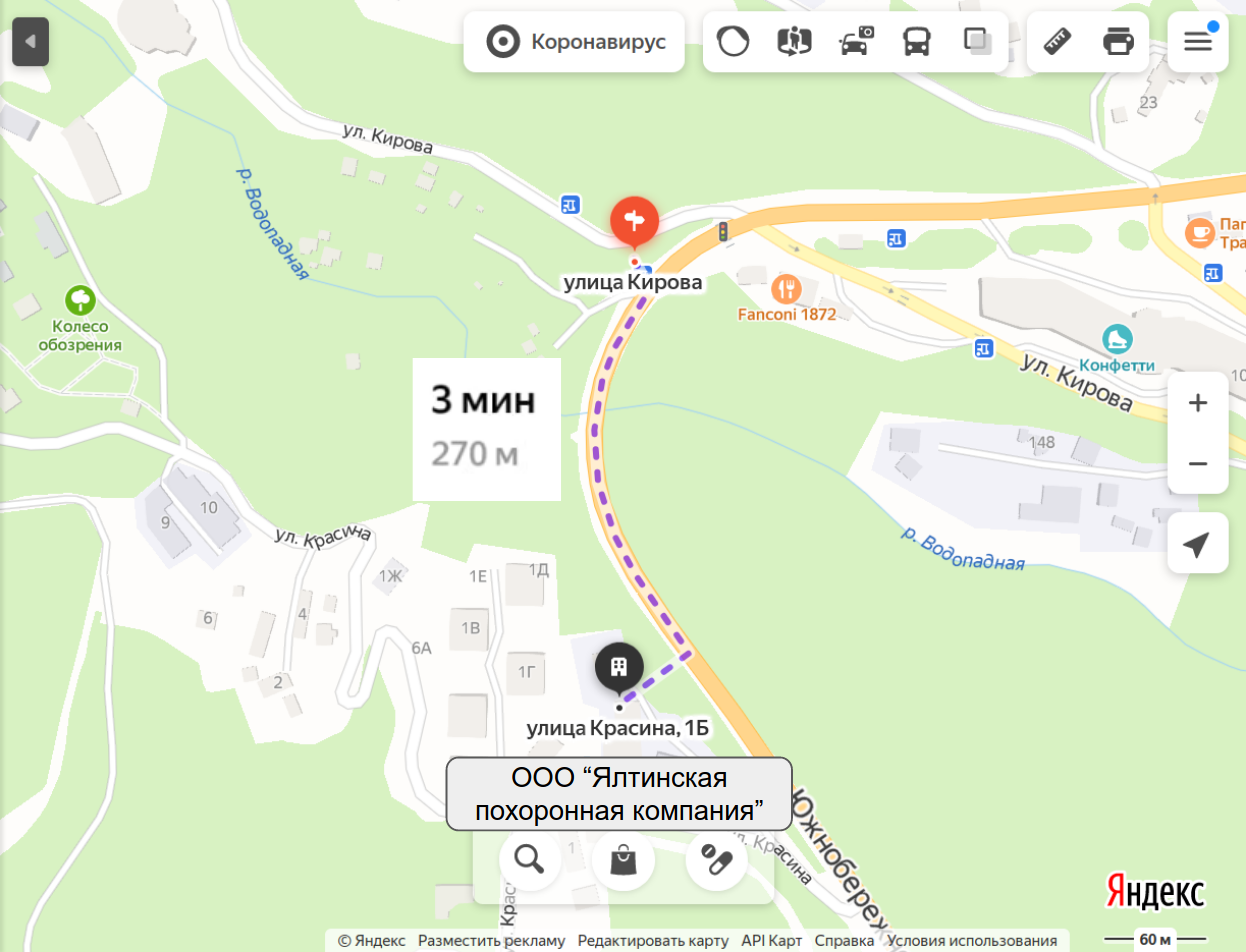 Коронавирус
23
ул. Кирова
р. Водопадная
улица Кирова
Fanconi 1872
Колесо
обозрения
Конфетти
ул. Кирова
10
3 мин
270 м
148
9
10
ул. Красина
р. Водопадная
1Ж
1Е
1Д
6
4
1В
6А
1Г
2
улица Красина, 1Б
ООО “Ялтинская
похоронная компания”
1
ул. Красина
Яндекс
© Яндекс Разместить рекламу Редактировать карту API Карт Справка Условия использования
60 м